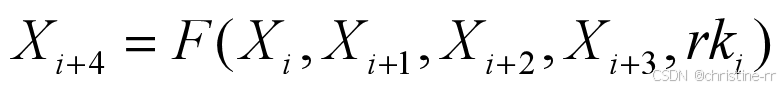 X_{i+4} = F(X_i, X_{i+1}, X_{i+2}, X_{i+3}, rk_i)
CSDN @christine-rr